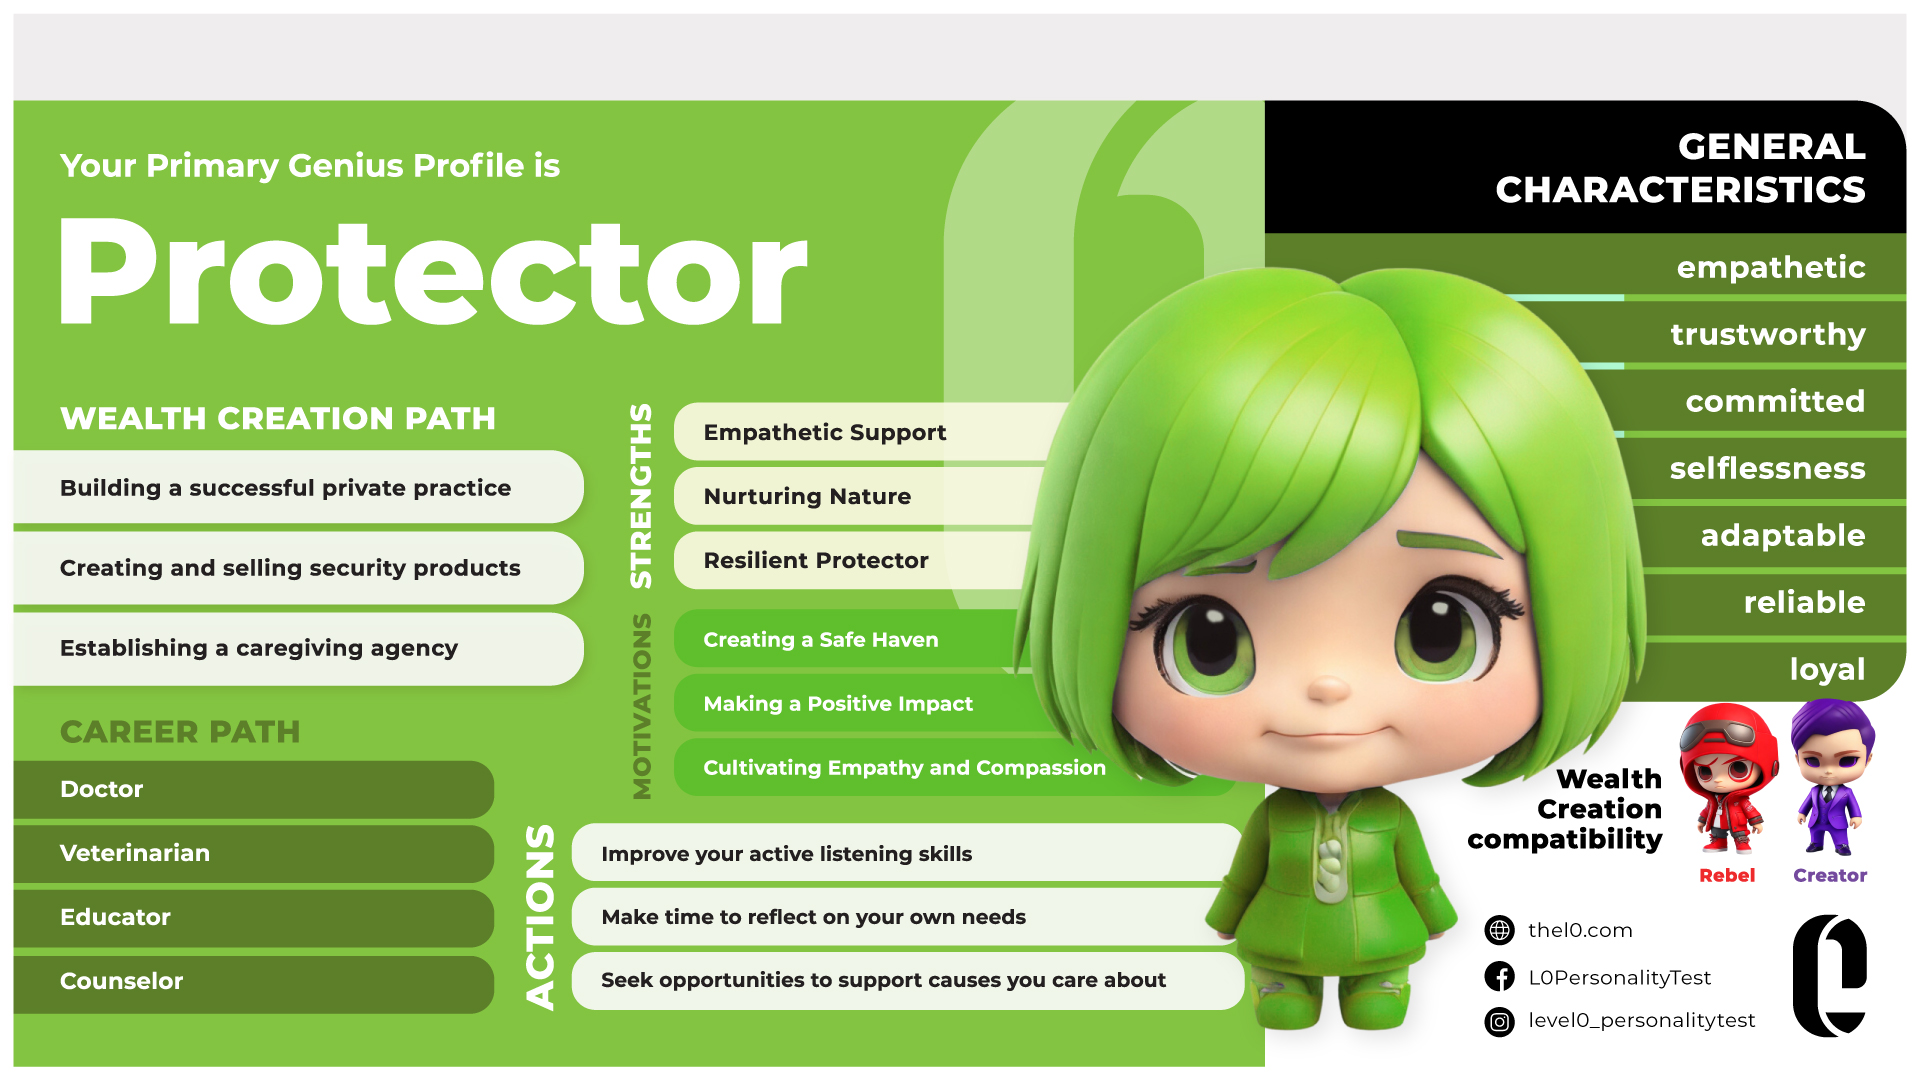 Your Primary Genius Profile is
Protector
WEALTH CREATION PATH
Building a successful private practice
Creating and selling security products
Establishing a caregiving agency
CAREER PATH
Doctor
Veterinarian
Educator
Counselor
STRENGTHS
Empathetic Support
Nurturing Nature
Resilient Protector
MOTIVATIONS
Creating a Safe Haven
Making a Positive Impact
Cultivating Empathy and Compassion
ACTIONS
Improve your active listening skills
Make time to reflect on your own needs
Seek opportunities to support causes you care about
GENERAL
CHARACTERISTICS
empathetic
trustworthy
committed
selflessness
adaptable
reliable
loyal
Wealth
Creation
compatibility
Rebel
Creator
thel0.com
L0PersonalityTest
level0_personalitytest